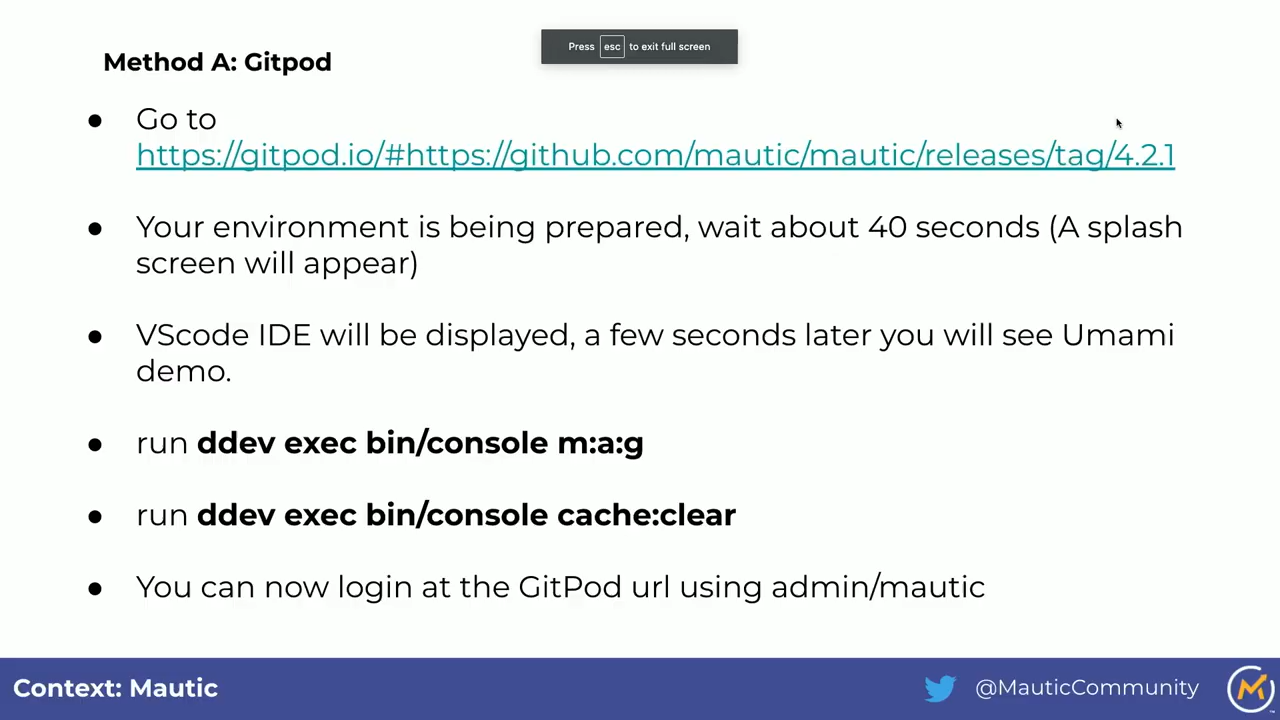 Press esc to exit full screen
Method A: Gitpod
● Go to
https://gitpod.io/#https://github.com/mautic/mautic/releases/tag/4.2.1
● Your environment is being prepared, wait about 40 seconds (A splash
screen will appear)
● VScode IDE will be displayed, a few seconds later you will see Umami
demo.
● run ddev exec bin/console m:a:g
● run ddev exec bin/console cache:clear
● You can now login at the GitPod url using admin/mautic
Context: Mautic
@MauticCommunity